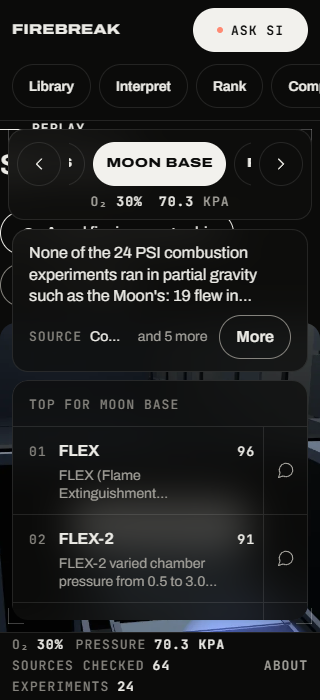 FIREBREAK
ASK SI
Library
Interpret
Rank
REPLAY
MOON BASE
O₂ 30% 70.3 KPA
None of the 24 PSI combustion
experiments ran in partial gravity
such as the Moon's: 19 flew in...
SOURCE Co... and 5 more
More
TOP FOR MOON BASE
01 FLEX 96
FLEX (Flame
Extinguishment...
02 FLEX-2 91
FLEX-2 varied chamber
pressure from 0.5 to 3.0...
O₂ 30% PRESSURE 70.3 KPA
SOURCES CHECKED 64
ABOUT
EXPERIMENTS 24